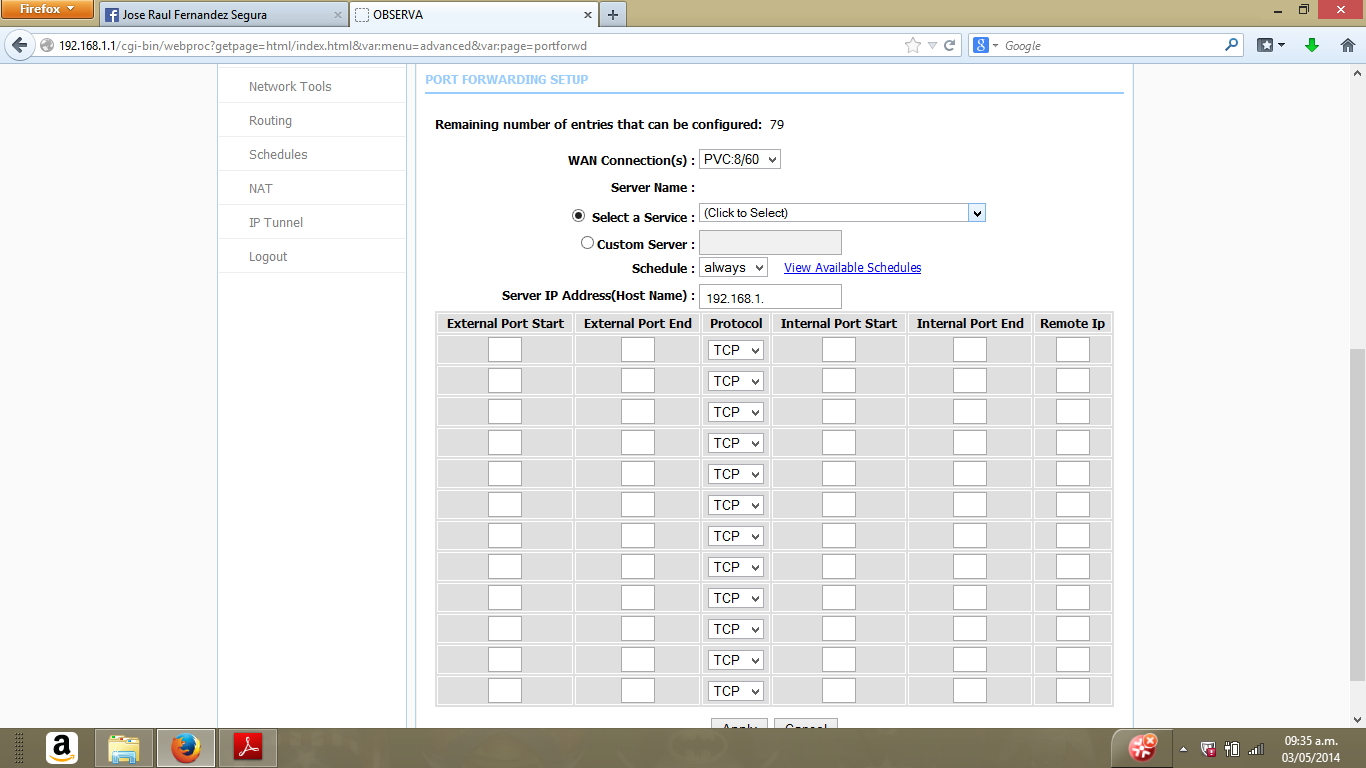 Firefox
Jose Raul Fernandez Segura
OBSERVA
192.168.1.1/cgi-bin/webproc?getpage=html/index.html&var:menu=advanced&var:page=portforwd
Google
Network Tools
Routing
Schedules
NAT
IP Tunnel
Logout
PORT FORWARDING SETUP
Remaining number of entries that can be configured: 79
WAN Connection(s) : PVC:8/60
Server Name :
Select a Service : (Click to Select)
Custom Server :
Schedule : always View Available Schedules
Server IP Address(Host Name) : 192.168.1.
External Port Start External Port End Protocol Internal Port Start Internal Port End Remote Ip
TCP
TCP
TCP
TCP
TCP
TCP
TCP
TCP
TCP
TCP
TCP
TCP
Apply Cancel
09:35 a.m.
03/05/2014